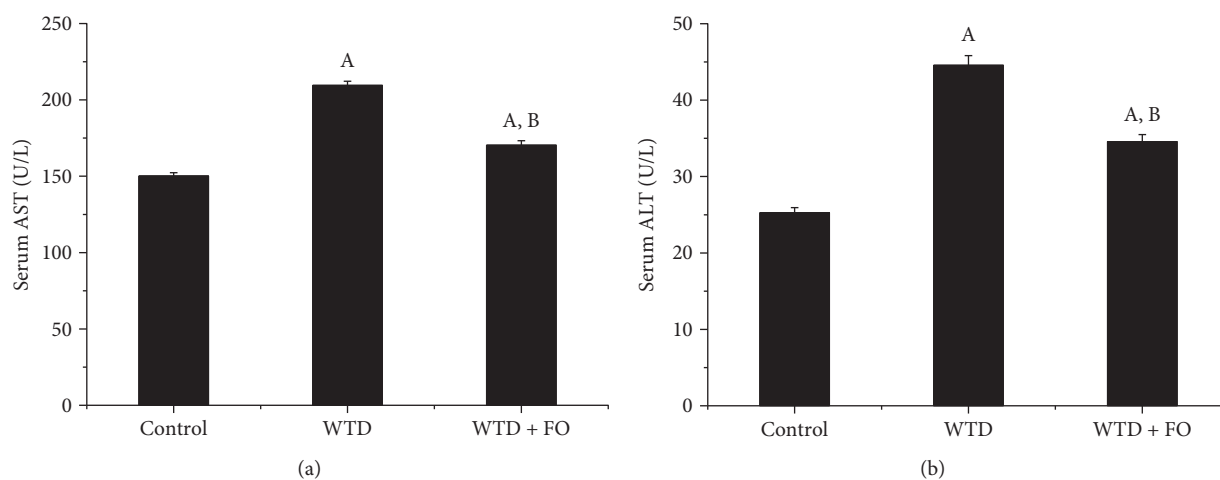 250
200
150
100
50
0
Serum AST (U/L)
A
A, B
Control WTD WTD + FO
(a)
50
40
30
20
10
0
Serum ALT (U/L)
A
A, B
Control WTD WTD + FO
(b)